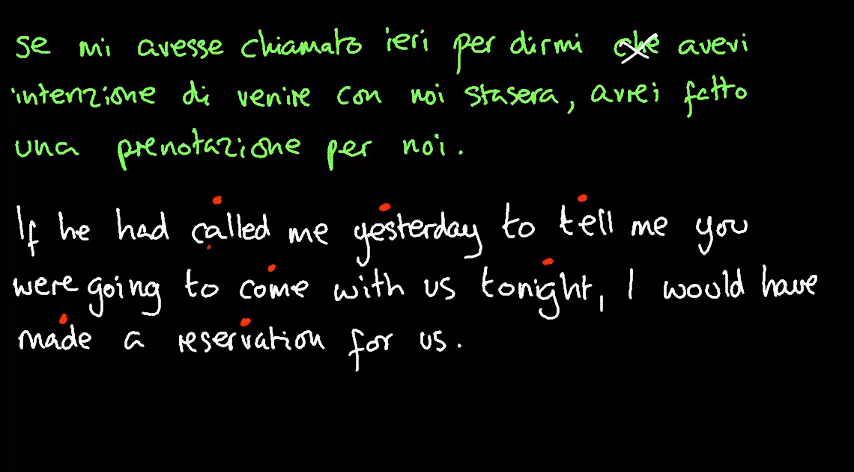 se mi avesse chiamato ieri per dirmi che avevi
intenzione di venire con noi stasera, avrei fatto
una prenotazione per noi.
If he had called me yesterday to tell me you
were going to come with us tonight, I would have
made a reservation for us.